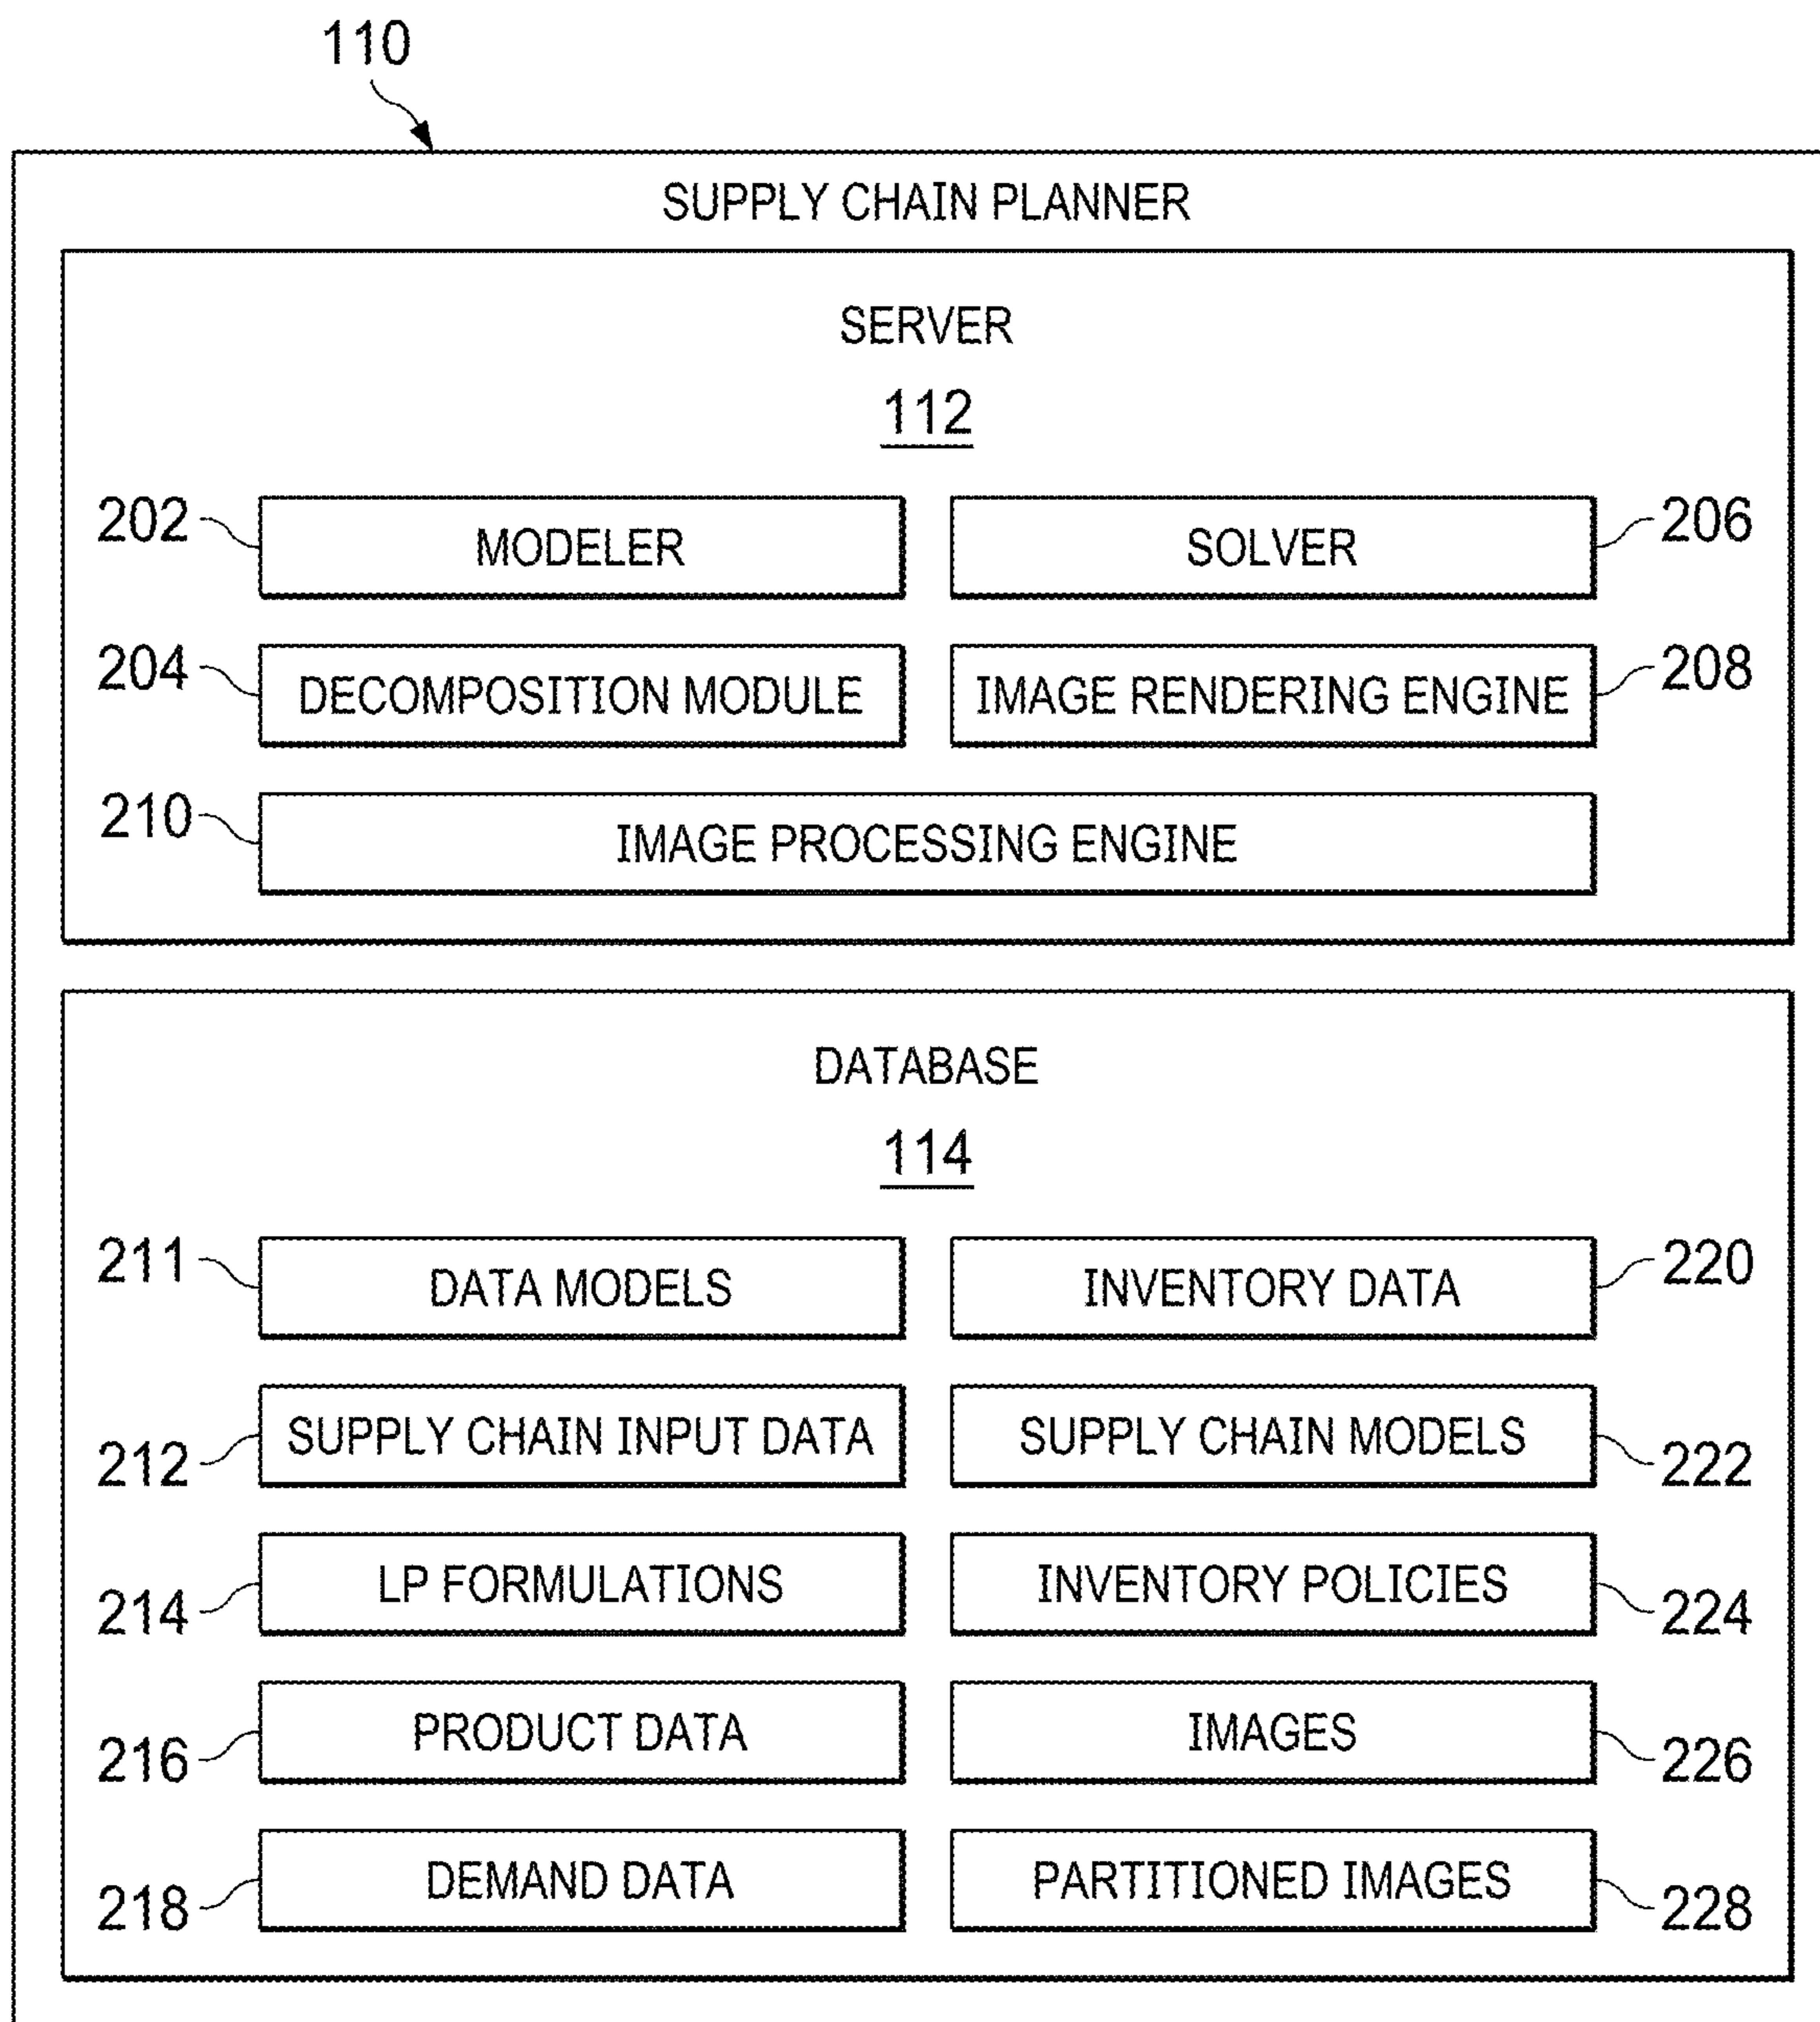 110
SUPPLY CHAIN PLANNER
SERVER
112
202 MODELER SOLVER 206
204 DECOMPOSITION MODULE IMAGE RENDERING ENGINE 208
210 IMAGE PROCESSING ENGINE
DATABASE
114
211 DATA MODELS INVENTORY DATA 220
212 SUPPLY CHAIN INPUT DATA SUPPLY CHAIN MODELS 222
214 LP FORMULATIONS INVENTORY POLICIES 224
216 PRODUCT DATA IMAGES 226
218 DEMAND DATA PARTITIONED IMAGES 228